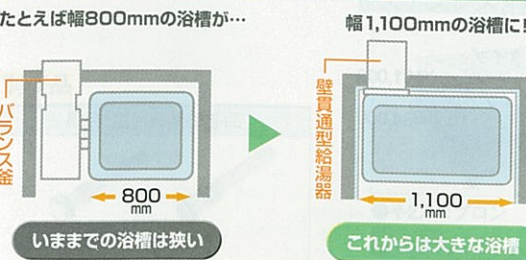 たとえば幅800mmの浴槽が…
幅1,100mmの浴槽に!
バランス釜
800
mm
いままでの浴槽は狭い
壁貫通型給湯器
1,100
mm
これからは大きな浴槽